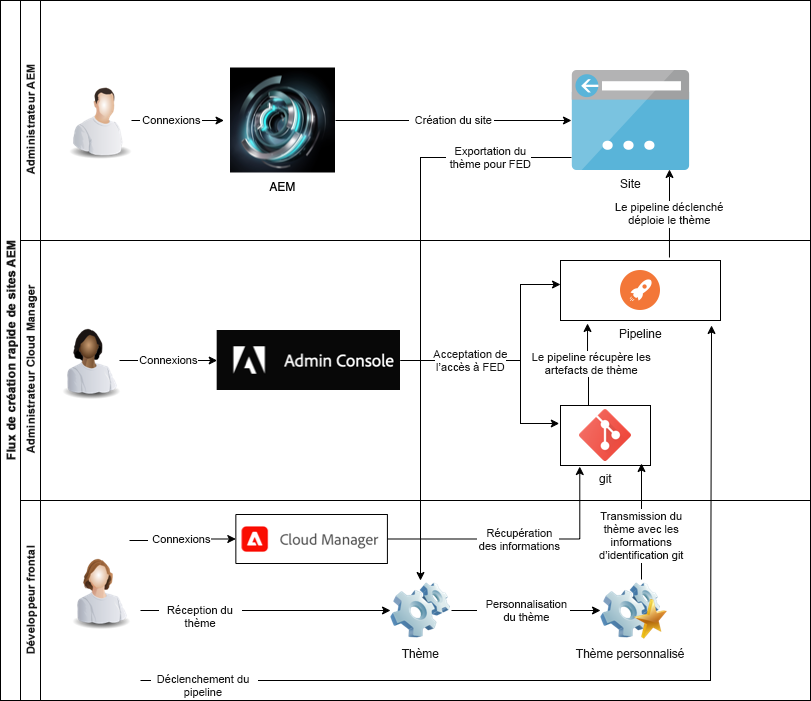 Flux de création rapide de sites AEM
Administrateur AEM
Connexions
AEM
Création du site
Exportation du
thème pour FED
Site
Le pipeline déclenché
déploie le thème
Administrateur Cloud Manager
Connexions
Admin Console
Acceptation de
l'accès à FED
Pipeline
Le pipeline récupère les
artefacts de thème
git
Développeur frontal
Connexions
Cloud Manager
Récupération
des informations
Transmission du
thème avec les
informations
d'identification git
Réception du
thème
Thème
Personnalisation
du thème
Thème personnalisé
Déclenchement du
pipeline